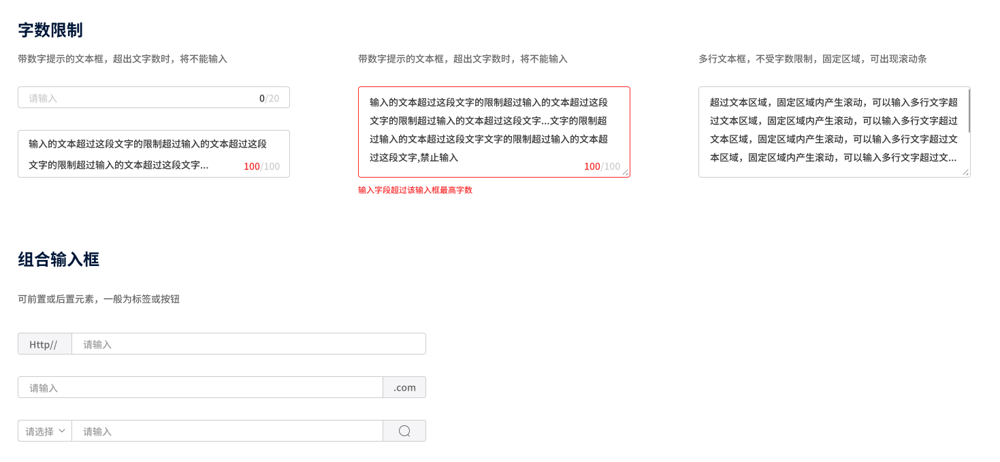 字数限制
带数字提示的文本框，超出文字数时，将不能输入
请输入
0/20
输入的文本超过这段文字的限制超过输入的文本超过这段
文字的限制超过输入的文本超过这段文字...
100/100
带数字提示的文本框，超出文字数时，将不能输入
输入的文本超过这段文字的限制超过输入的文本超过这段
文字的限制超过输入的文本超过这段文字...文字的限制超
过输入的文本超过这段文字文字的限制超过输入的文本超
过这段文字,禁止输入
100/100
输入字段超过该输入框最高字数
多行文本框，不受字数限制，固定区域，可出现滚动条
超过文本区域，固定区域内产生滚动，可以输入多行文字超
过文本区域，固定区域内产生滚动，可以输入多行文字超过
文本区域，固定区域内产生滚动，可以输入多行文字超过文
本区域，固定区域内产生滚动，可以输入多行文字超过文...
组合输入框
可前置或后置元素，一般为标签或按钮
Http//
请输入
请输入
.com
请选择
请输入